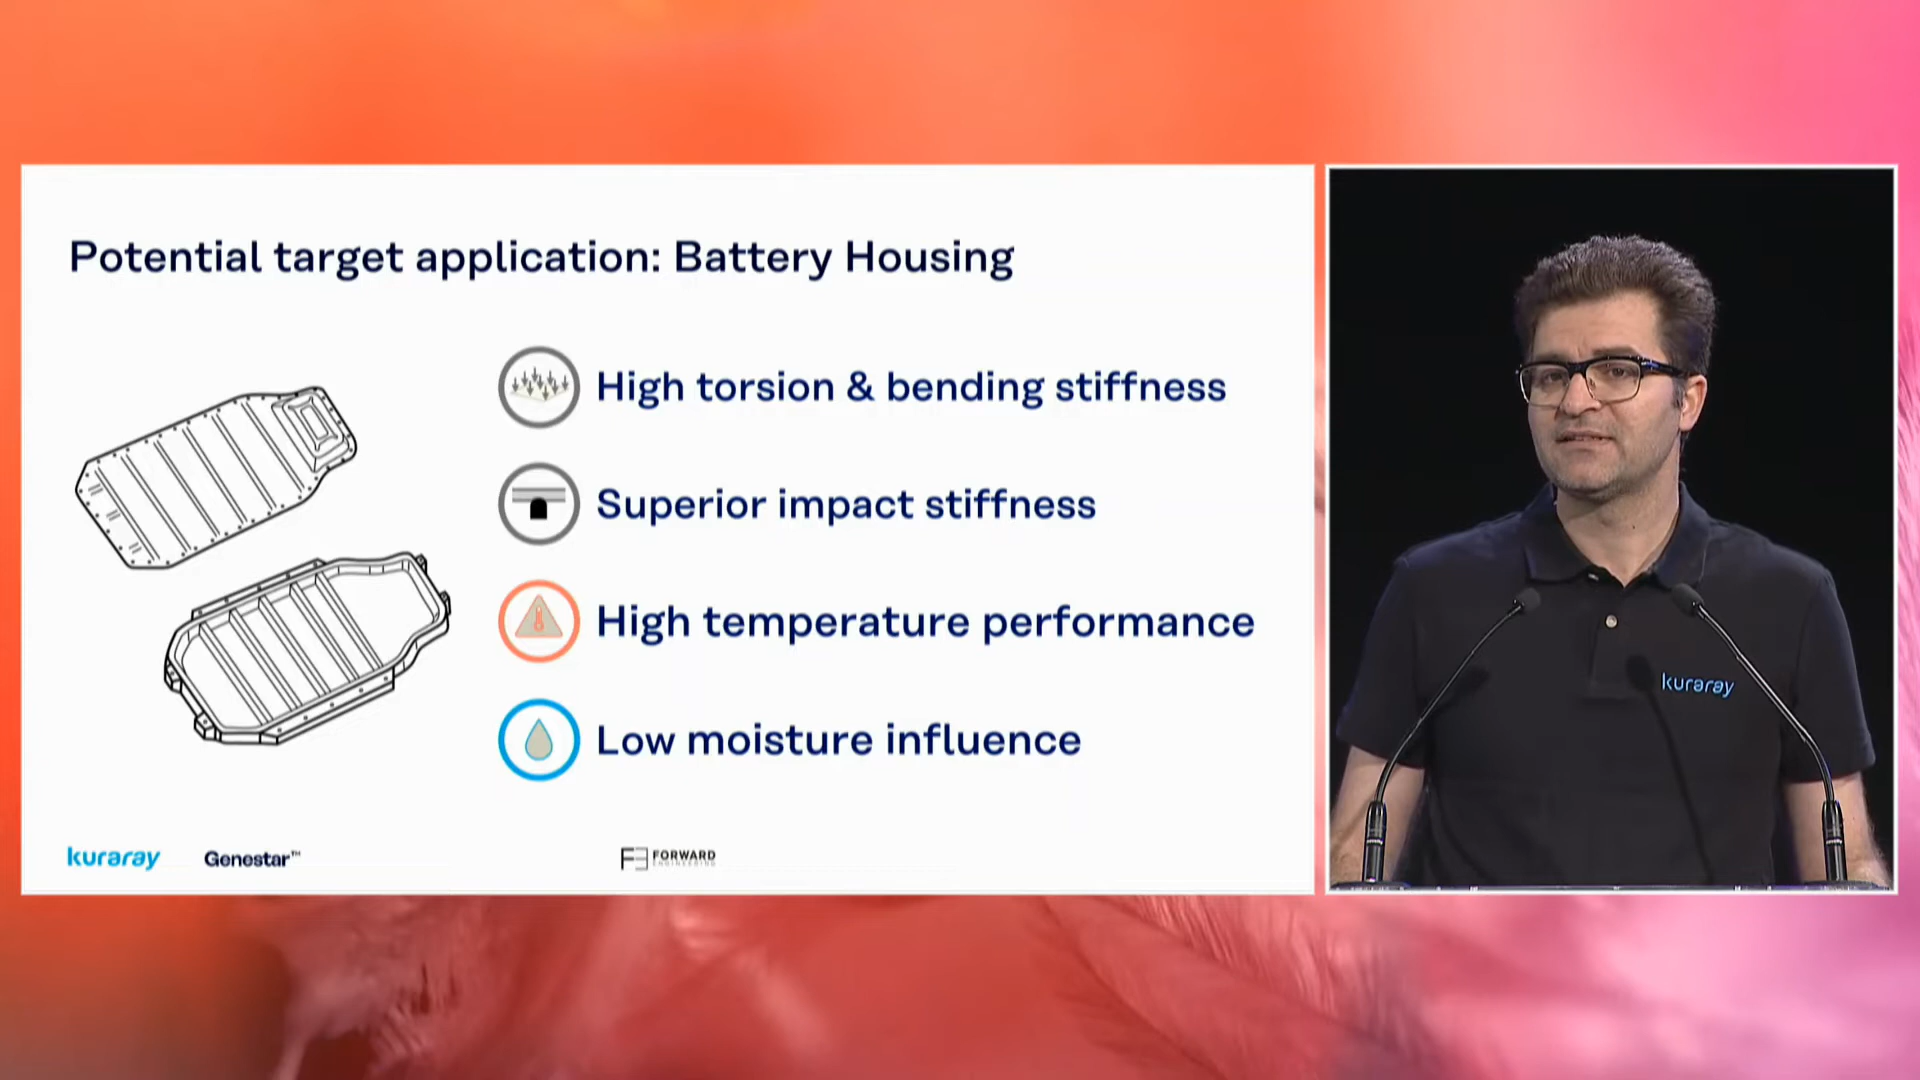 Potential target application: Battery Housing
High torsion & bending stiffness
Superior impact stiffness
High temperature performance
Low moisture influence
kuraray
Genestar™
FORWARD
ENGINEERING
kuraray